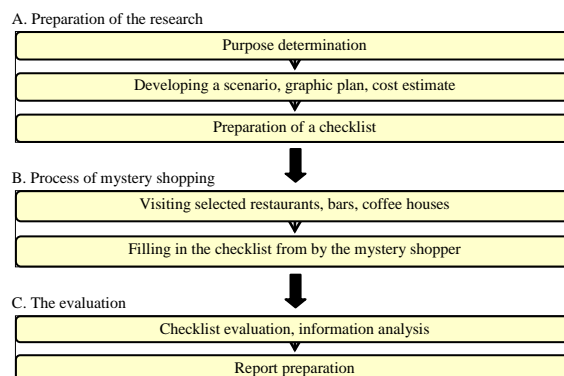 A. Preparation of the research
Purpose determination
Developing a scenario, graphic plan, cost estimate
Preparation of a checklist
B. Process of mystery shopping
Visiting selected restaurants, bars, coffee houses
Filling in the checklist from by the mystery shopper
C. The evaluation
Checklist evaluation, information analysis
Report preparation